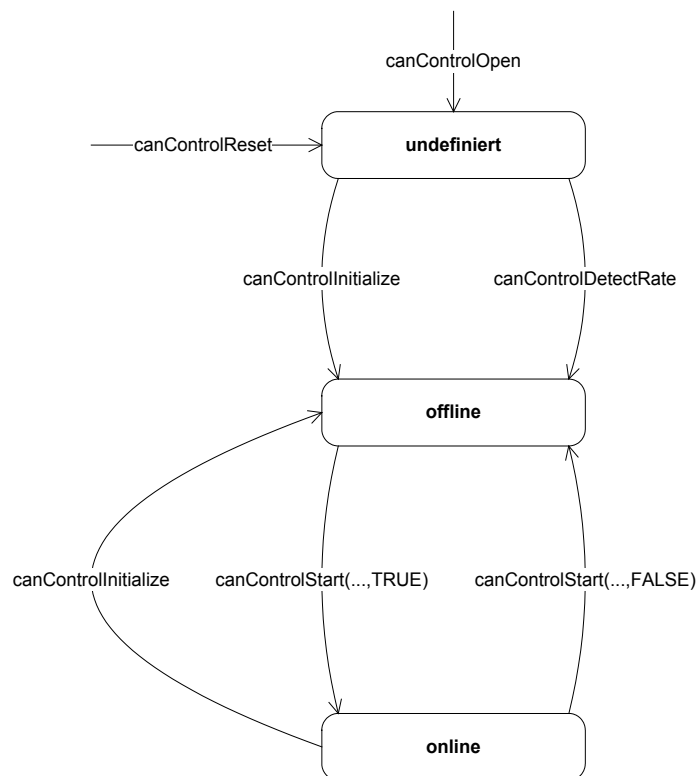 canControlOpen
canControlReset
undefiniert
canControlInitialize
canControlDetectRate
offline
canControlInitialize
canControlStart(...,TRUE)
canControlStart(...,FALSE)
online